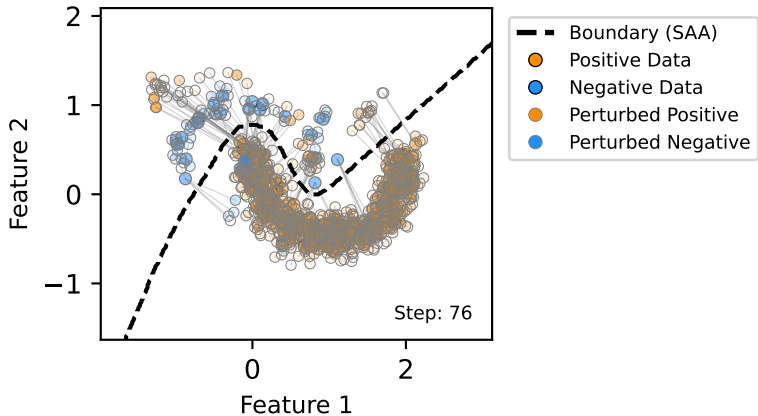 2
1
0
−1
0
2
Feature 2
Feature 1
Step: 76
Boundary (SAA)
Positive Data
Negative Data
Perturbed Positive
Perturbed Negative